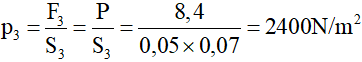 p₃ = F₃/S₃ = P/S₃ = 8,4/(0,05×0,07) = 2400N/m²